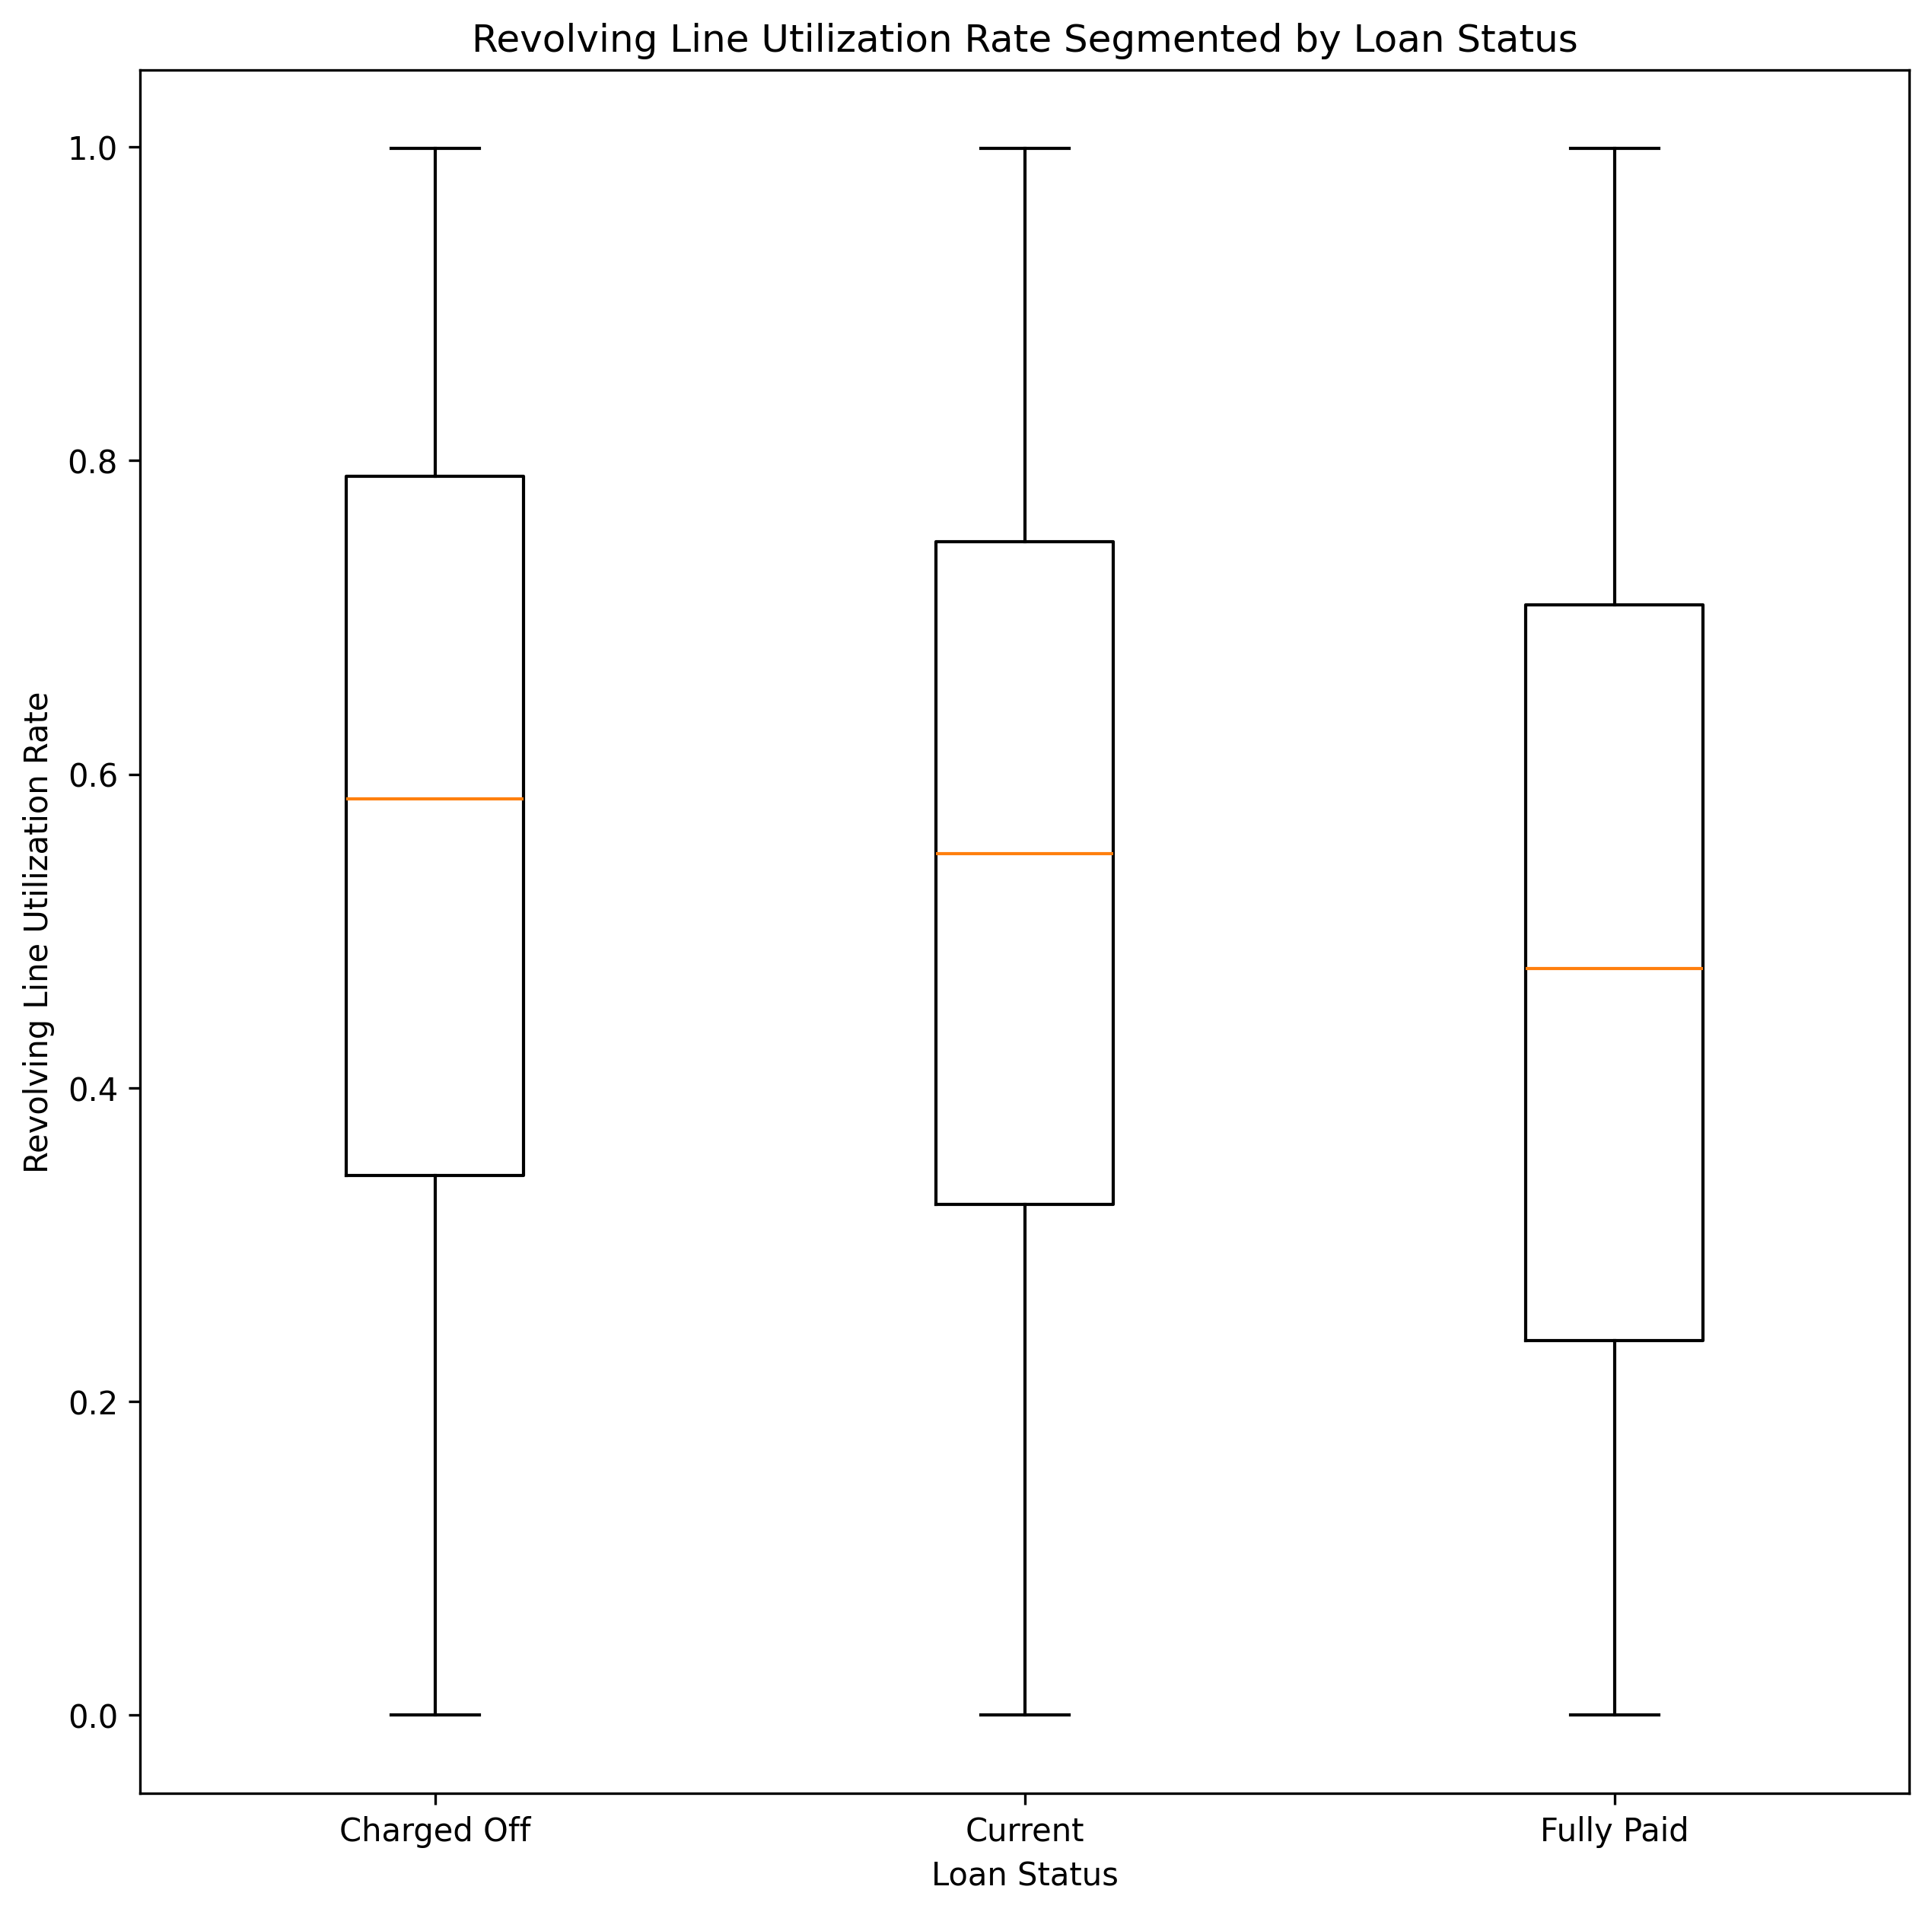 Revolving Line Utilization Rate Segmented by Loan Status
Revolving Line Utilization Rate
1.0
0.8
0.6
0.4
0.2
0.0
Charged Off
Current
Fully Paid
Loan Status